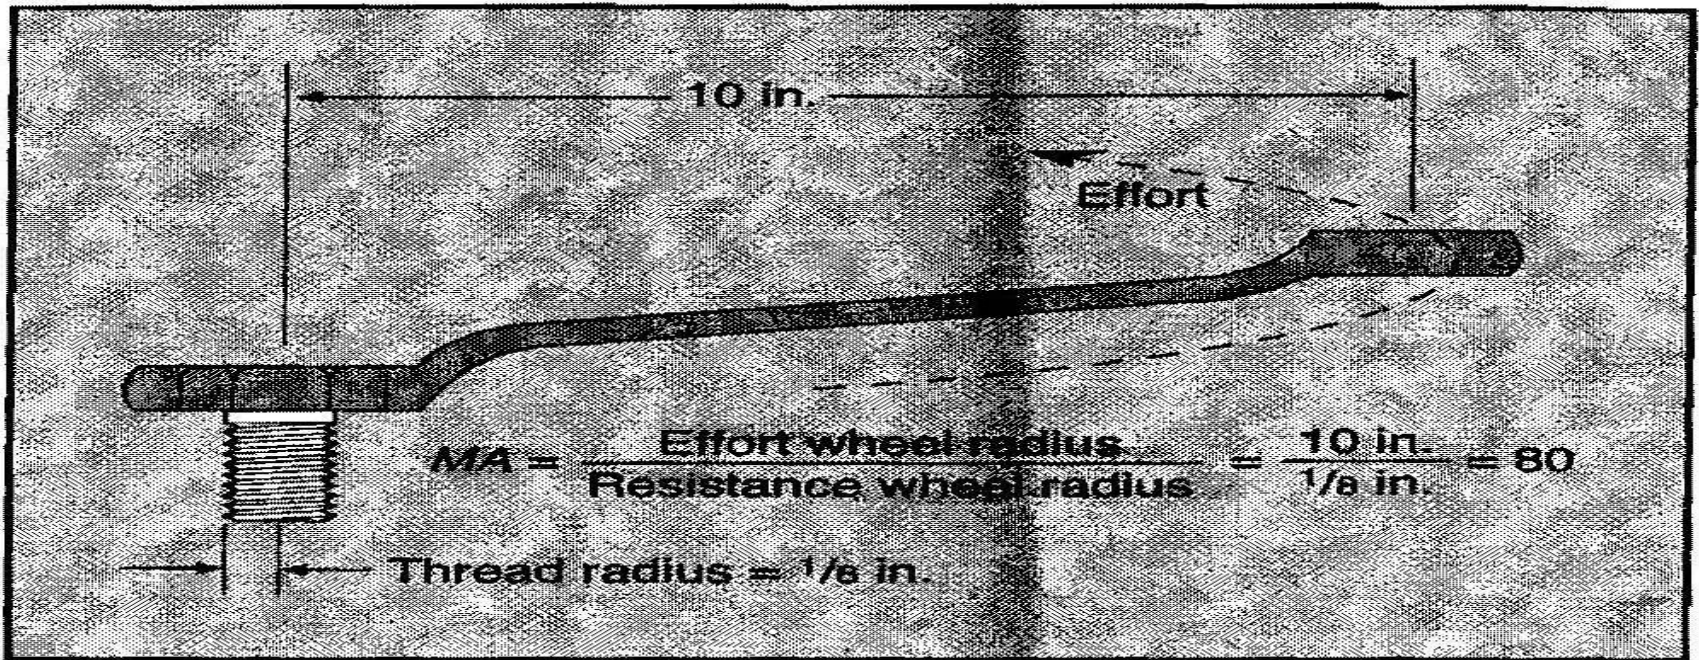 10 in.
Effort
MA = Effort wheel radius / Resistance wheel radius = 10 in. / 1/8 in. = 80
Thread radius = 1/8 in.